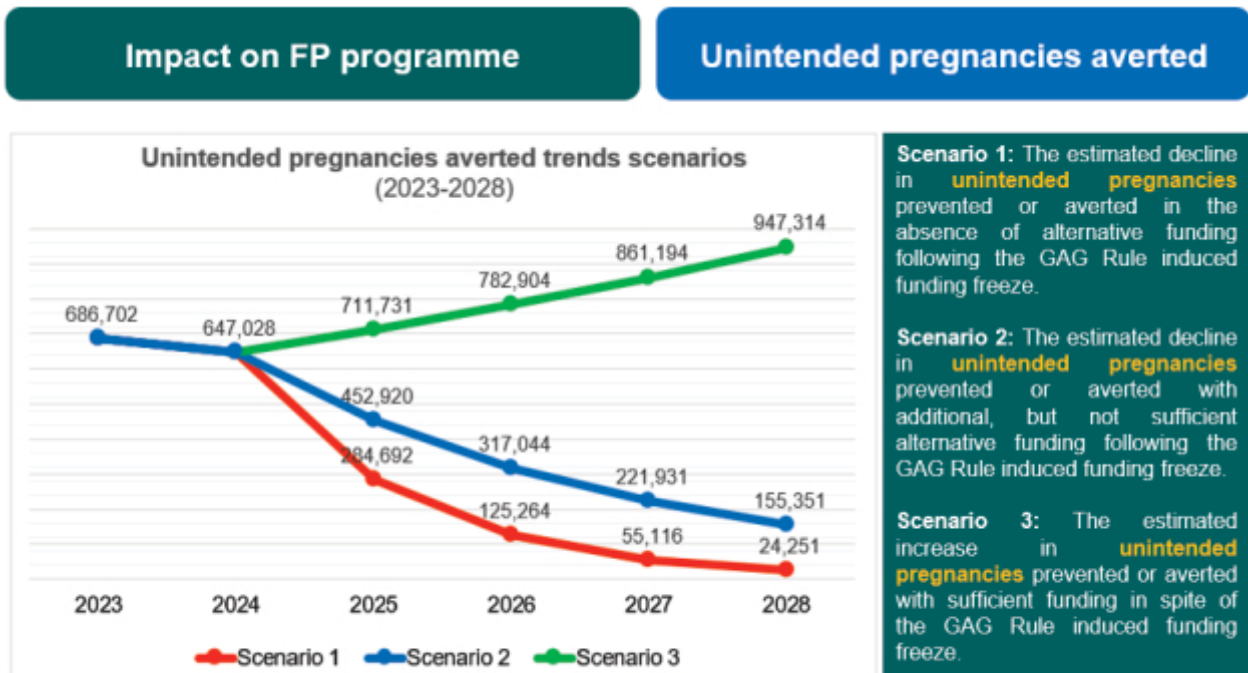 Impact on FP programme
Unintended pregnancies averted
Unintended pregnancies averted trends scenarios
(2023-2028)
947,314
861,194
782,904
711,731
686,702
647,028
452,920
317,044
284,692
221,931
155,351
125,264
55,116
24,251
2023 2024 2025 2026 2027 2028
Scenario 1 Scenario 2 Scenario 3
Scenario 1: The estimated decline
in unintended pregnancies
prevented or averted in the
absence of alternative funding
following the GAG Rule induced
funding freeze.
Scenario 2: The estimated decline
in unintended pregnancies
prevented or averted with
additional, but not sufficient
alternative funding following the
GAG Rule induced funding freeze.
Scenario 3: The estimated
increase in unintended
pregnancies prevented or averted
with sufficient funding in spite of
the GAG Rule induced funding
freeze.